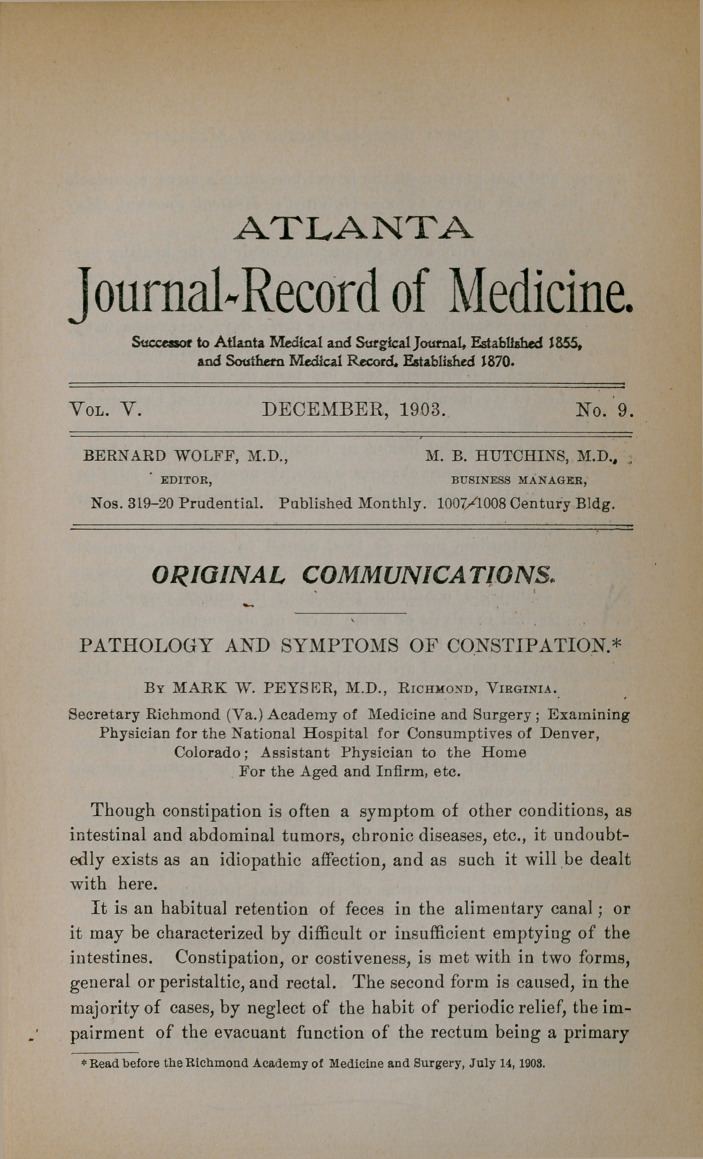 ATLANTA
Journal-Record of Medicine.
Successor to Atlanta Medical and Surgical Journal, Established 1855,
and Southern Medical Record, Established 1870.
VOL. V. DECEMBER, 1903. No. 9.
BERNARD WOLFF, M.D., M. B. HUTCHINS, M.D.,
EDITOR, BUSINESS MANAGER,
Nos. 319–20 Prudential. Published Monthly. 1007-1008 Century Bldg.
ORIGINAL COMMUNICATIONS.
PATHOLOGY AND SYMPTOMS OF CONSTIPATION.*
By MARK W. PEYSER, M.D., Richmond, Virginia.
Secretary Richmond (Va.) Academy of Medicine and Surgery; Examining
Physician for the National Hospital for Consumptives of Denver,
Colorado; Assistant Physician to the Home
For the Aged and Infirm, etc.
Though constipation is often a symptom of other conditions, as
intestinal and abdominal tumors, chronic diseases, etc., it undoubt-
edly exists as an idiopathic affection, and as such it will be dealt
with here.
It is an habitual retention of feces in the alimentary canal; or
it may be characterized by difficult or insufficient emptying of the
intestines. Constipation, or costiveness, is met with in two forms,
general or peristaltic, and rectal. The second form is caused, in the
majority of cases, by neglect of the habit of periodic relief, the im-
pairment of the evacuant function of the rectum being a primary
*Read before the Richmond Academy of Medicine and Surgery, July 14, 1903.